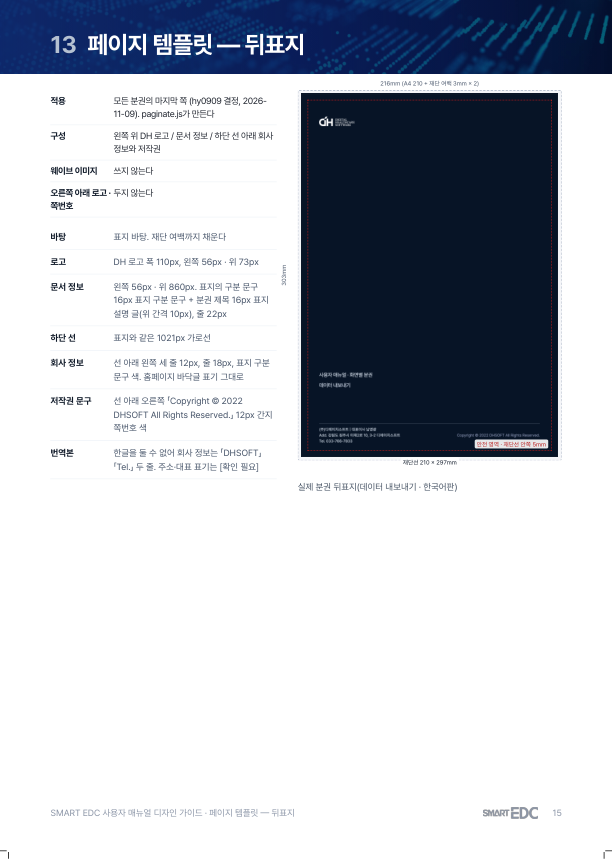 13 페이지 템플릿 — 뒤표지
적용
모든 분권의 마지막 쪽 (hy0909 결정, 2026-
11-09). paginate.js가 만든다
구성
왼쪽 위 DH 로고 / 문서 정보 / 하단 선 아래 회사
정보와 저작권
웨이브 이미지
쓰지 않는다
오른쪽 아래 로고 ·
쪽번호
두지 않는다
바탕
표지 바탕. 재단 여백까지 채운다
로고
DH 로고 폭 110px, 왼쪽 56px · 위 73px
문서 정보
왼쪽 56px · 위 860px. 표지의 구분 문구
16px 표지 구분 문구 + 분권 제목 16px 표지
설명 글(위 간격 10px), 줄 22px
하단 선
표지와 같은 1021px 가로선
회사 정보
선 아래 왼쪽 세 줄 12px, 줄 18px, 표지 구분
문구 색. 홈페이지 바닥글 표기 그대로
저작권 문구
선 아래 오른쪽 「Copyright © 2022
DHSOFT All Rights Reserved.」 12px 간지
쪽번호 색
번역본
한글을 둘 수 없어 회사 정보는 「DHSOFT」
「Tel.」 두 줄. 주소·대표 표기는 [확인 필요]
216mm (A4 210 + 재단 여백 3mm × 2)
303mm
DH
사용자 매뉴얼 · 화면별 분권
데이터 내보내기
Tel. 033-766-7803
Copyright © 2022 DHSOFT All Rights Reserved.
안전 영역 · 재단선 안쪽 5mm
재단선 210 × 297mm
실제 분권 뒤표지(데이터 내보내기 · 한국어판)
SMART EDC 사용자 매뉴얼 디자인 가이드 · 페이지 템플릿 — 뒤표지
SMART EDC
15